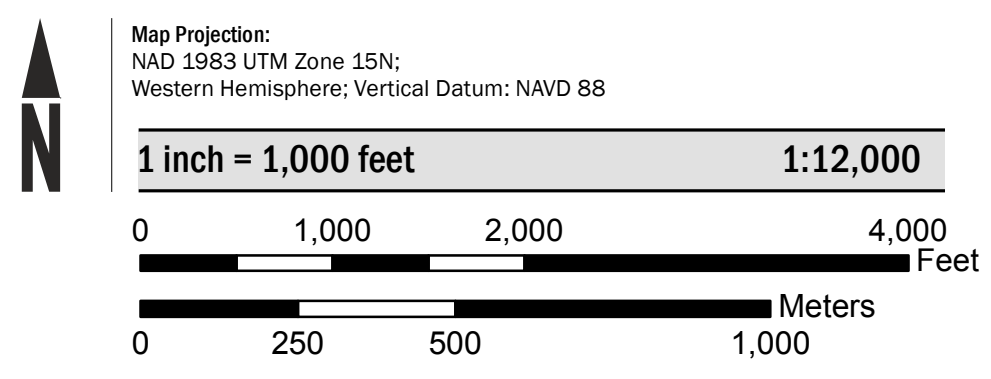 N
Map Projection:
NAD 1983 UTM Zone 15N;
Western Hemisphere; Vertical Datum: NAVD 88
1 inch = 1,000 feet 1:12,000
0 1,000 2,000 4,000
Feet
Meters
0 250 500 1,000